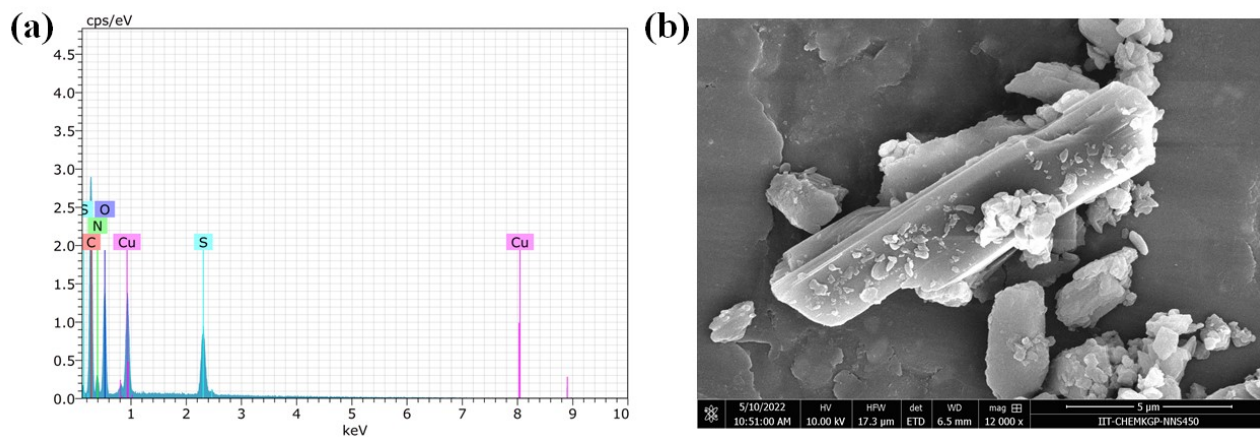 (a)
cps/eV
4.5
4.0
3.5
3.0
2.5
2.0
1.5
1.0
0.5
0.0
S O
N
C Cu S Cu
1 2 3 4 5 6 7 8 9 10
keV
(b)
5/10/2022 HV HFW det WD mag 5 µm
10:51:00 AM 10.00 kV 17.3 µm ETD 6.5 mm 12 000 x IIT-CHEMKGP-NNS450